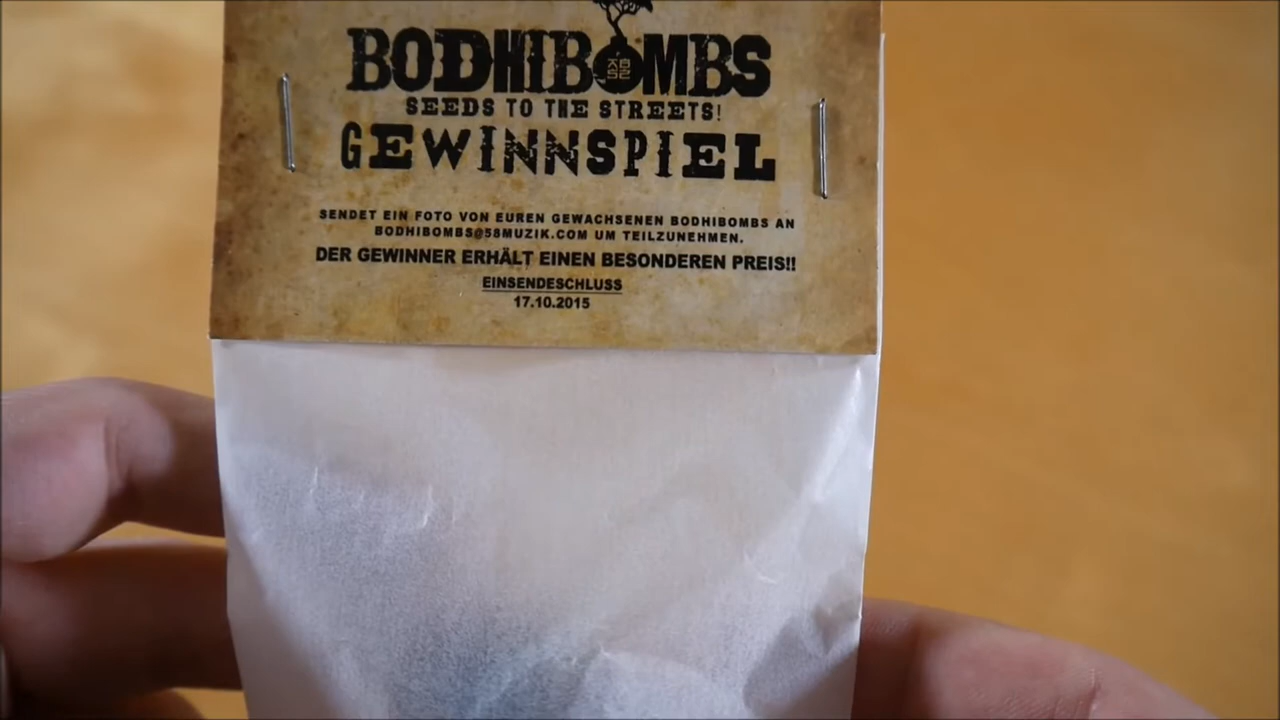 BODHIBOMBS
SEEDS TO THE STREETS!
GEWINNSPIEL
SENDET EIN FOTO VON EUREN GEWACHSENEN BODHIBOMBS AN
BODHIBOMBS@58MUZIK.COM UM TEILZUNEHMEN.
DER GEWINNER ERHÄLT EINEN BESONDEREN PREIS!!
EINSENDESCHLUSS
17.10.2015